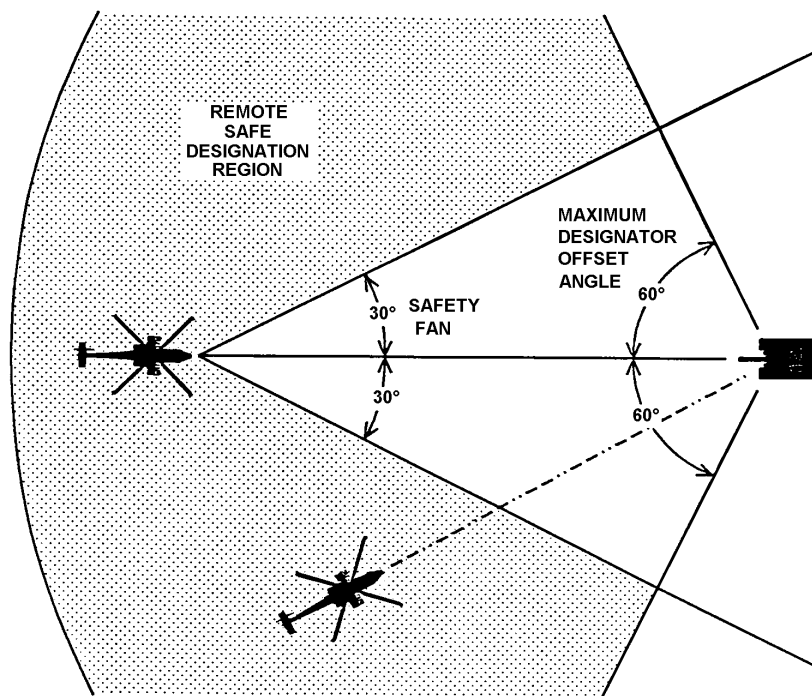 REMOTE
SAFE
DESIGNATION
REGION
MAXIMUM
DESIGNATOR
OFFSET
ANGLE
30°
SAFETY
FAN
60°
30°
60°